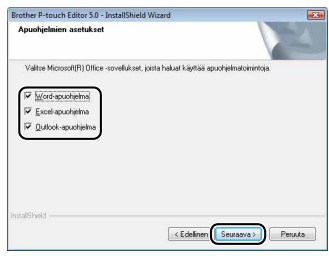 Brother P-touch Editor 5.0 - InstallShield Wizard
Apuohjelmien asetukset
Valitse Microsoft(R) Office -sovellukset, joista haluat käyttää apuohjelmatoimintoja.
Word-apuohjelma
Excel-apuohjelma
Outlook-apuohjelma
InstallShield
< Edellinen
Seuraava >
Peruuta